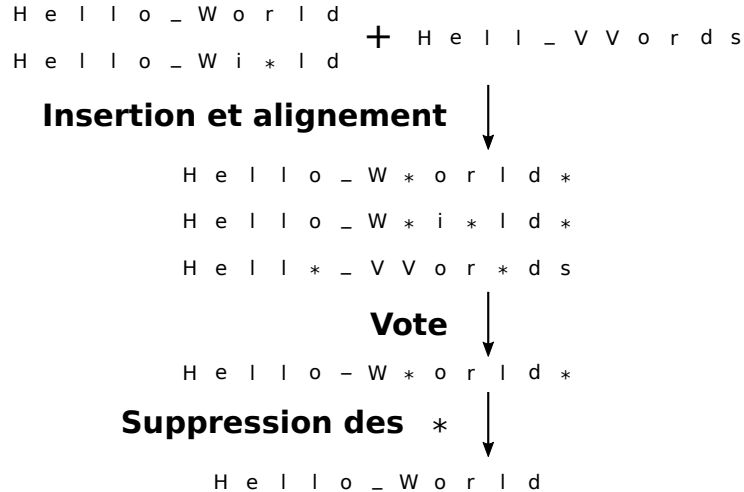 H e l l o _ W o r l d
H e l l o _ W i * l d
+ H e l l _ V V o r d s
Insertion et alignement
H e l l o _ W * o r l d *
H e l l o _ W * i * l d *
H e l l * _ V V o r * d s
Vote
H e l l o – W * o r l d *
Suppression des *
H e l l o _ W o r l d